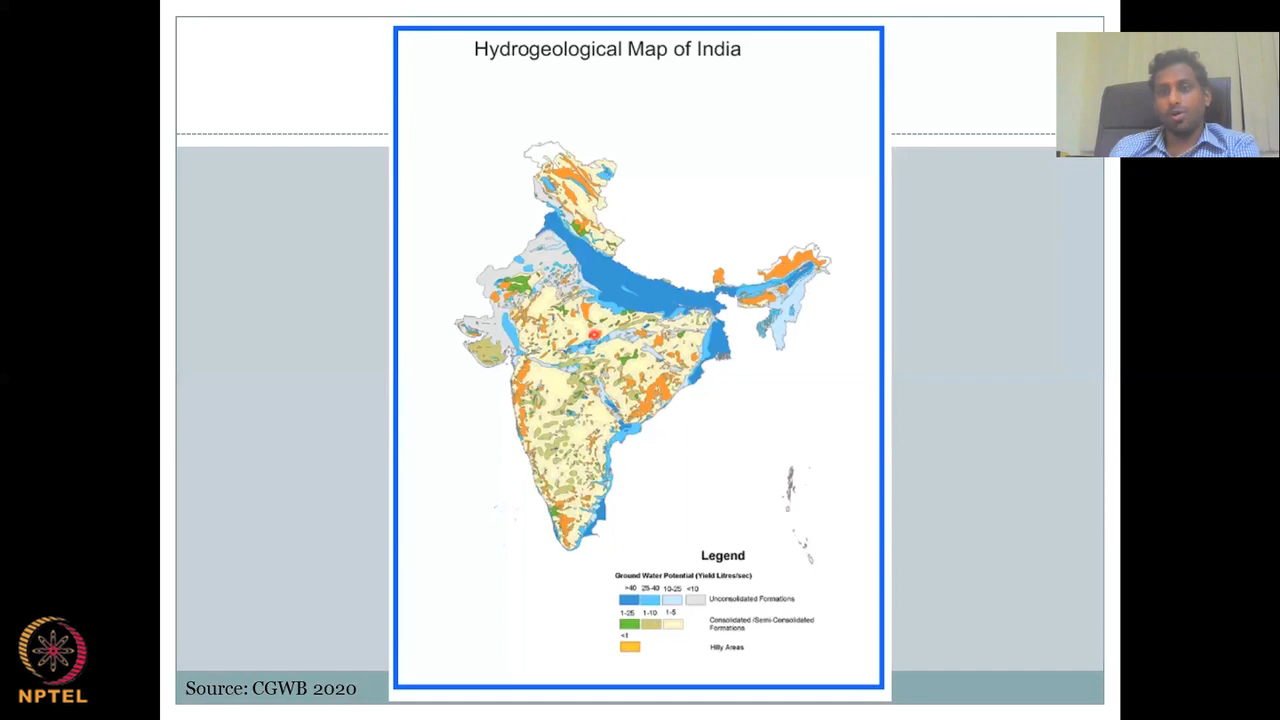 Hydrogeological Map of India
Legend
Ground Water Potential (Yield Litres/sec)
>40 25-40 10-25 <10
Unconsolidated Formations
1-25 1-10 1-5
Consolidated /Semi-Consolidated
Formations
<1
Hilly Areas
Source: CGWB 2020
NPTEL